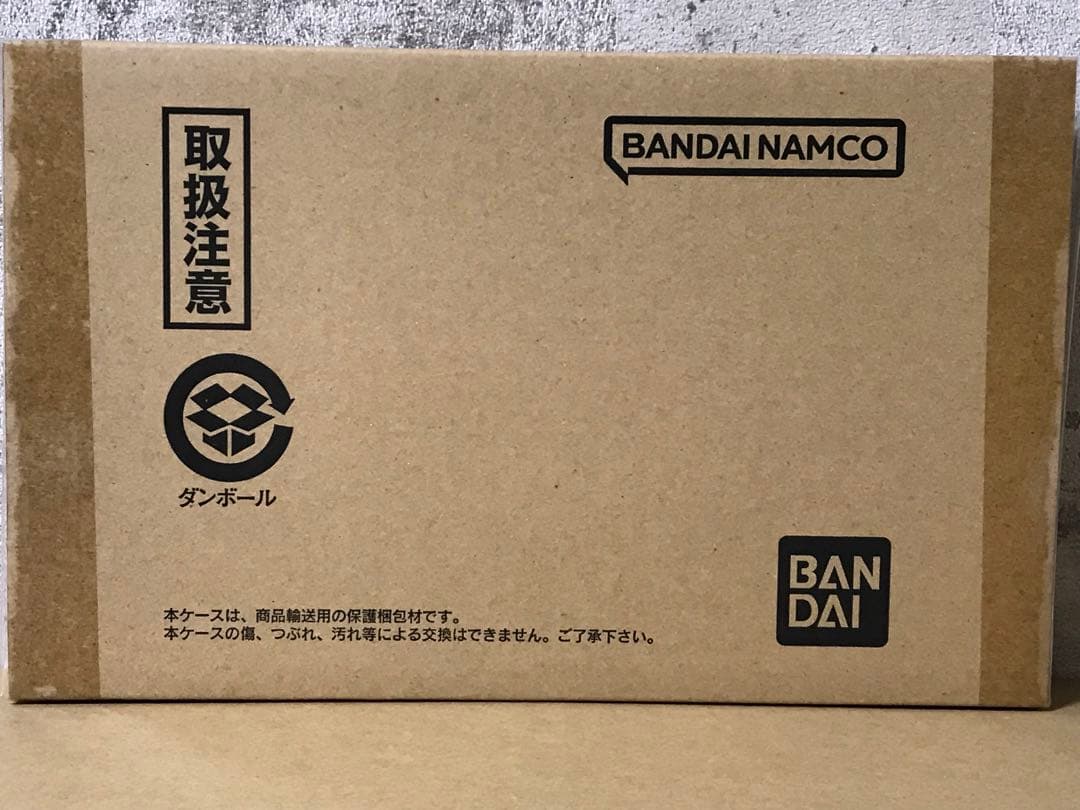 取扱注意
BANDAI NAMCO
ダンボール
本ケースは、商品輸送用の保護梱包材です。
本ケースの傷、つぶれ、汚れ等による交換はできません。ご了承下さい。
BAN
DAI